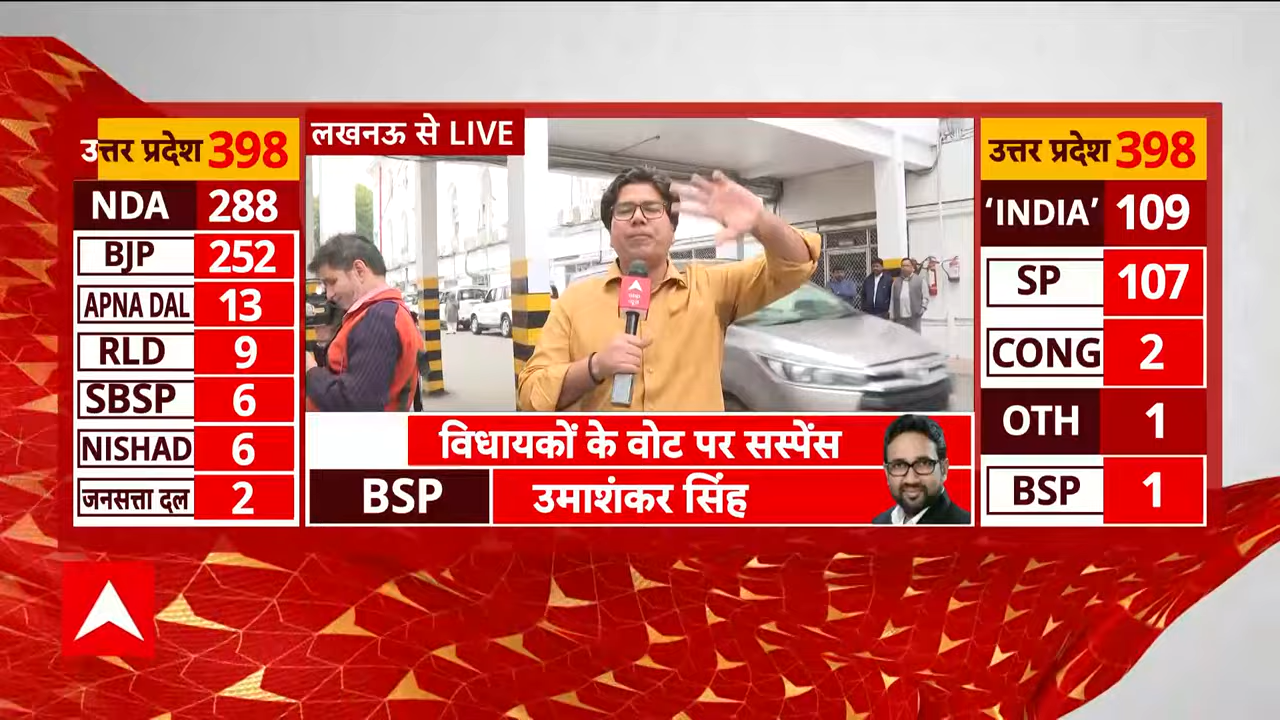 उत्तर प्रदेश 398
NDA 288
BJP 252
APNA DAL 13
RLD 9
SBSP 6
NISHAD 6
जनसत्ता दल 2
लखनऊ से LIVE
विधायकों के वोट पर सस्पेंस
BSP उमाशंकर सिंह
उत्तर प्रदेश 398
‘INDIA’ 109
SP 107
CONG 2
OTH 1
BSP 1